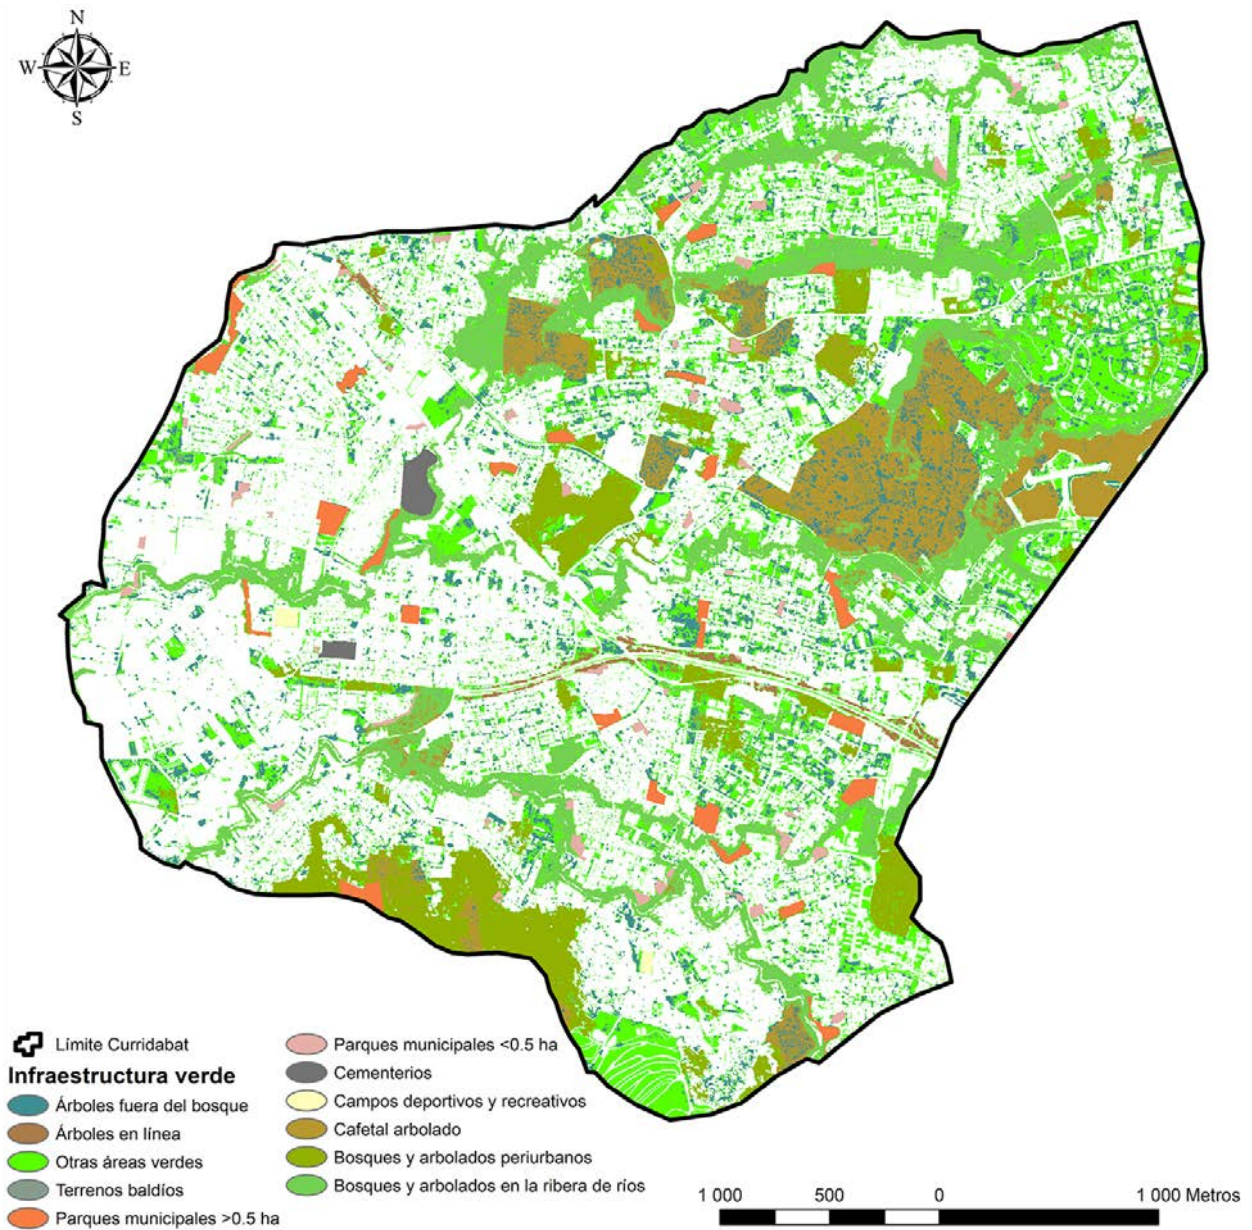 N
W E
S
Límite Curridabat
Infraestructura verde
Árboles fuera del bosque
Árboles en línea
Otras áreas verdes
Terrenos baldíos
Parques municipales >0.5 ha
Parques municipales <0.5 ha
Cementerios
Campos deportivos y recreativos
Cafetal arbolado
Bosques y arbolados periurbanos
Bosques y arbolados en la ribera de ríos
1 000 500 0 1 000 Metros